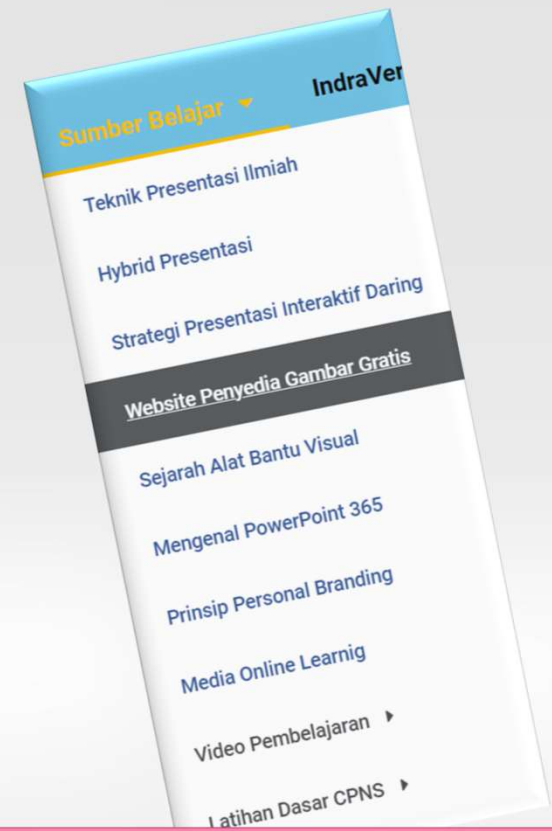 Sumber Belajar
IndraVer
Teknik Presentasi Ilmiah
Hybrid Presentasi
Strategi Presentasi Interaktif Daring
Website Penyedia Gambar Gratis
Sejarah Alat Bantu Visual
Mengenal PowerPoint 365
Prinsip Personal Branding
Media Online Learnig
Video Pembelajaran
Latihan Dasar CPNS